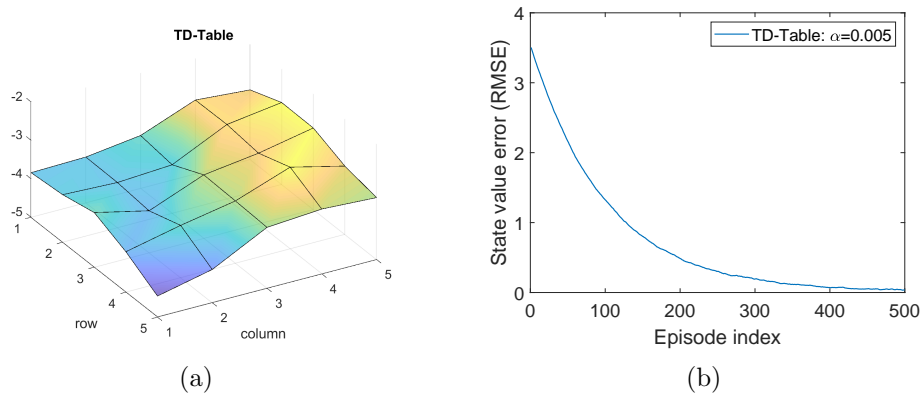 TD-Table
-2
-3
-4
-5
1
2
3
4
5
row
1
2
3
4
5
column
(a)
4
3
2
1
0
State value error (RMSE)
TD-Table: α=0.005
0 100 200 300 400 500
Episode index
(b)